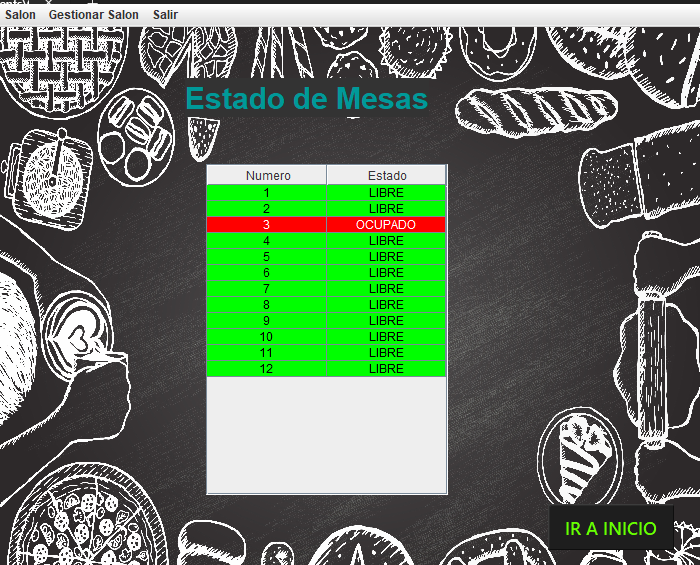 Salon Gestionar Salon Salir
Estado de Mesas
Numero Estado
1 LIBRE
2 LIBRE
3 OCUPADO
4 LIBRE
5 LIBRE
6 LIBRE
7 LIBRE
8 LIBRE
9 LIBRE
10 LIBRE
11 LIBRE
12 LIBRE
IR A INICIO